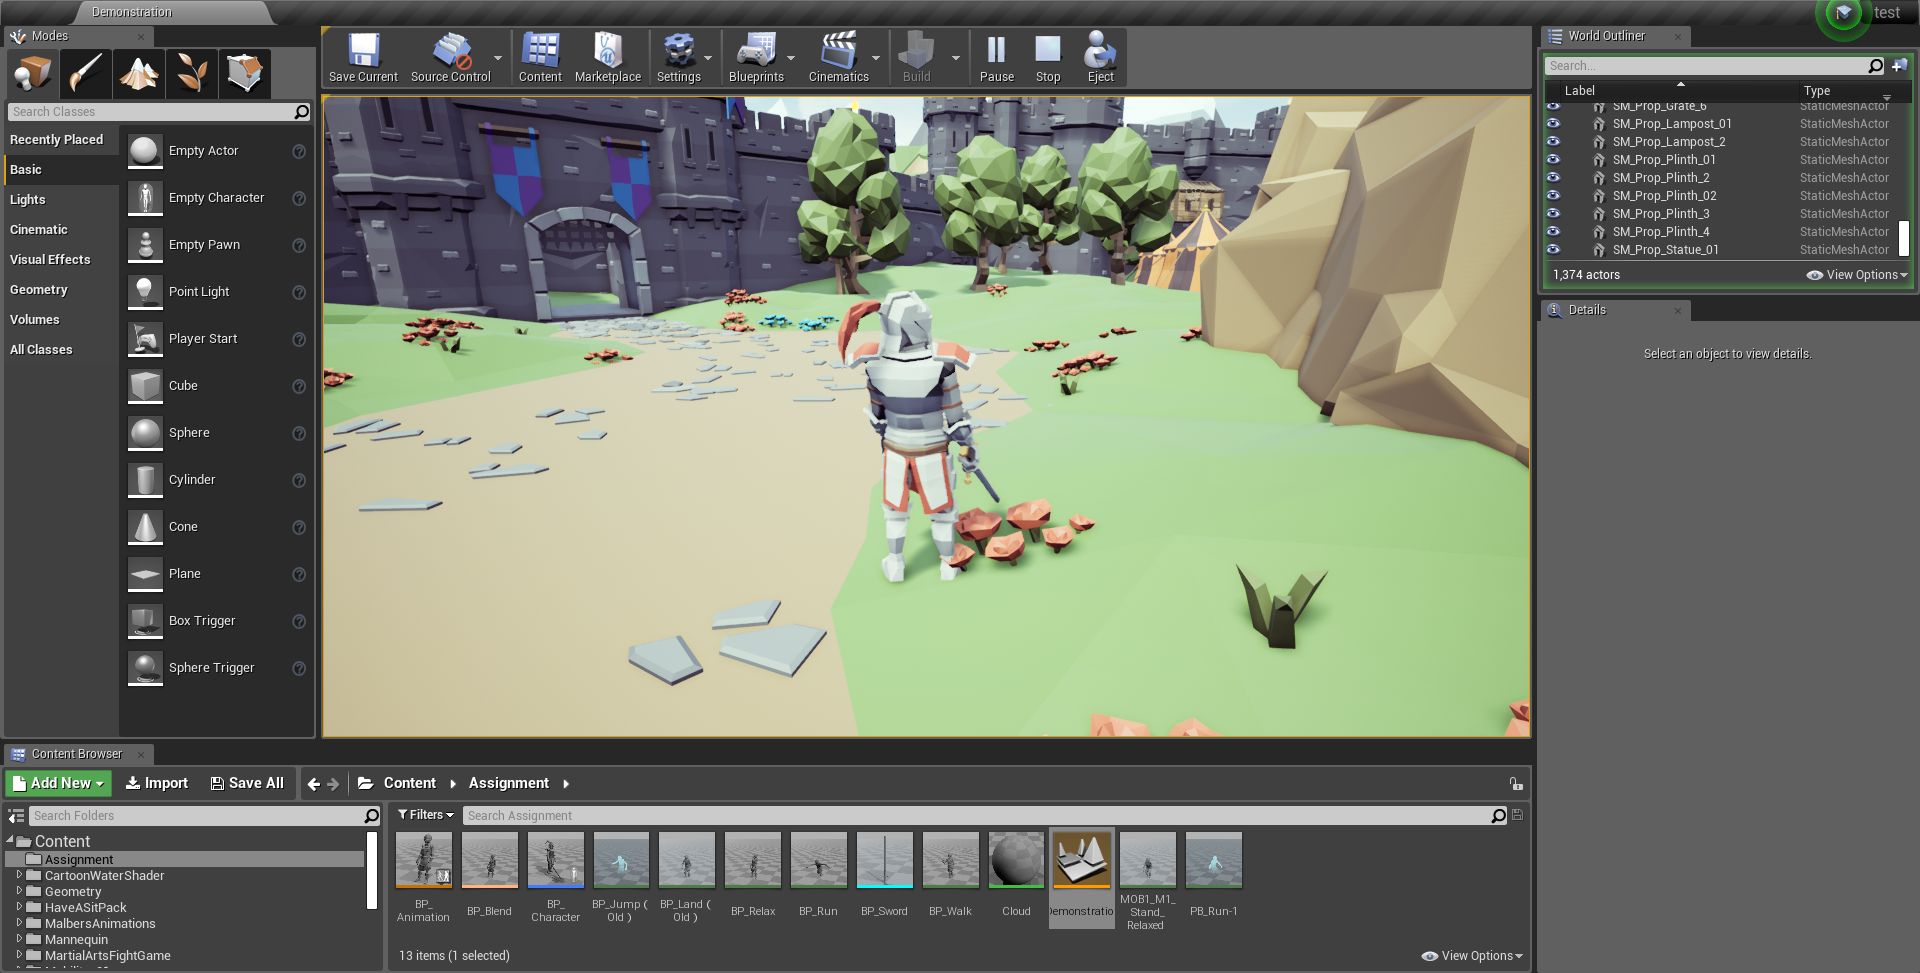 Demonstration
test
Modes
Search Classes
Recently Placed
Basic
Lights
Cinematic
Visual Effects
Geometry
Volumes
All Classes
Empty Actor
Empty Character
Empty Pawn
Point Light
Player Start
Cube
Sphere
Cylinder
Cone
Plane
Box Trigger
Sphere Trigger
Save Current
Source Control
Content
Marketplace
Settings
Blueprints
Cinematics
Build
Pause
Stop
Eject
World Outliner
Search...
Label Type
SM_Prop_Grate_6 StaticMeshActor
SM_Prop_Lampost_01 StaticMeshActor
SM_Prop_Lampost_2 StaticMeshActor
SM_Prop_Plinth_01 StaticMeshActor
SM_Prop_Plinth_2 StaticMeshActor
SM_Prop_Plinth_02 StaticMeshActor
SM_Prop_Plinth_3 StaticMeshActor
SM_Prop_Plinth_4 StaticMeshActor
SM_Prop_Statue_01 StaticMeshActor
1,374 actors View Options
Details
Select an object to view details.
Content Browser
Add New Import Save All Content Assignment
Search Folders
Content
Assignment
CartoonWaterShader
Geometry
HaveASitPack
MalbersAnimations
Mannequin
MartialArtsFightGame
Filters Search Assignment
BP_
Animation
BP_Blend
BP_
Character
BP_Jump (
Old )
BP_Land (
Old )
BP_Relax
BP_Run
BP_Sword
BP_Walk
Cloud
Demonstratio
MOB1_M1_
Stand_
Relaxed
PB_Run-1
13 items (1 selected) View Options